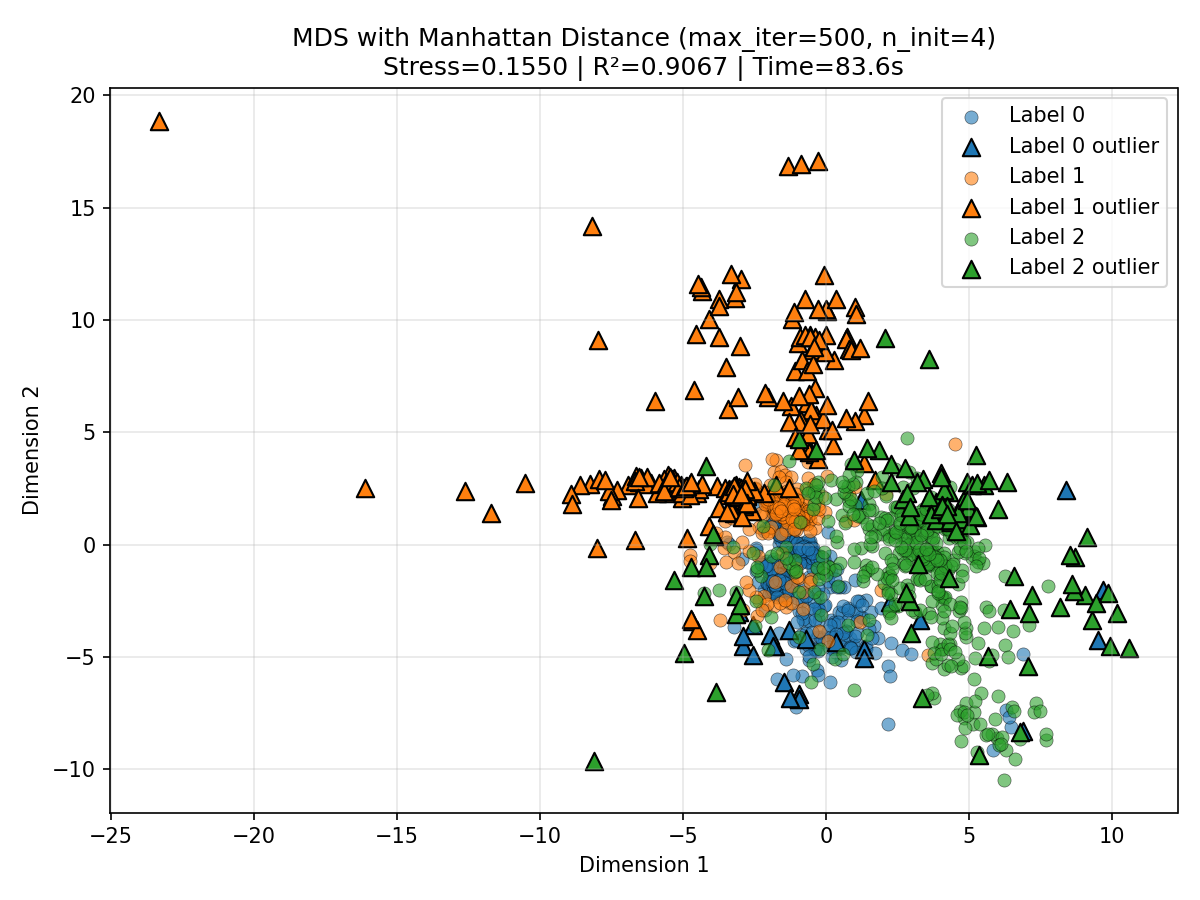 MDS with Manhattan Distance (max_iter=500, n_init=4)
Stress=0.1550 | R²=0.9067 | Time=83.6s
Label 0
Label 0 outlier
Label 1
Label 1 outlier
Label 2
Label 2 outlier
Dimension 2
20
15
10
5
0
−5
−10
−25
−20
−15
−10
−5
0
5
10
Dimension 1